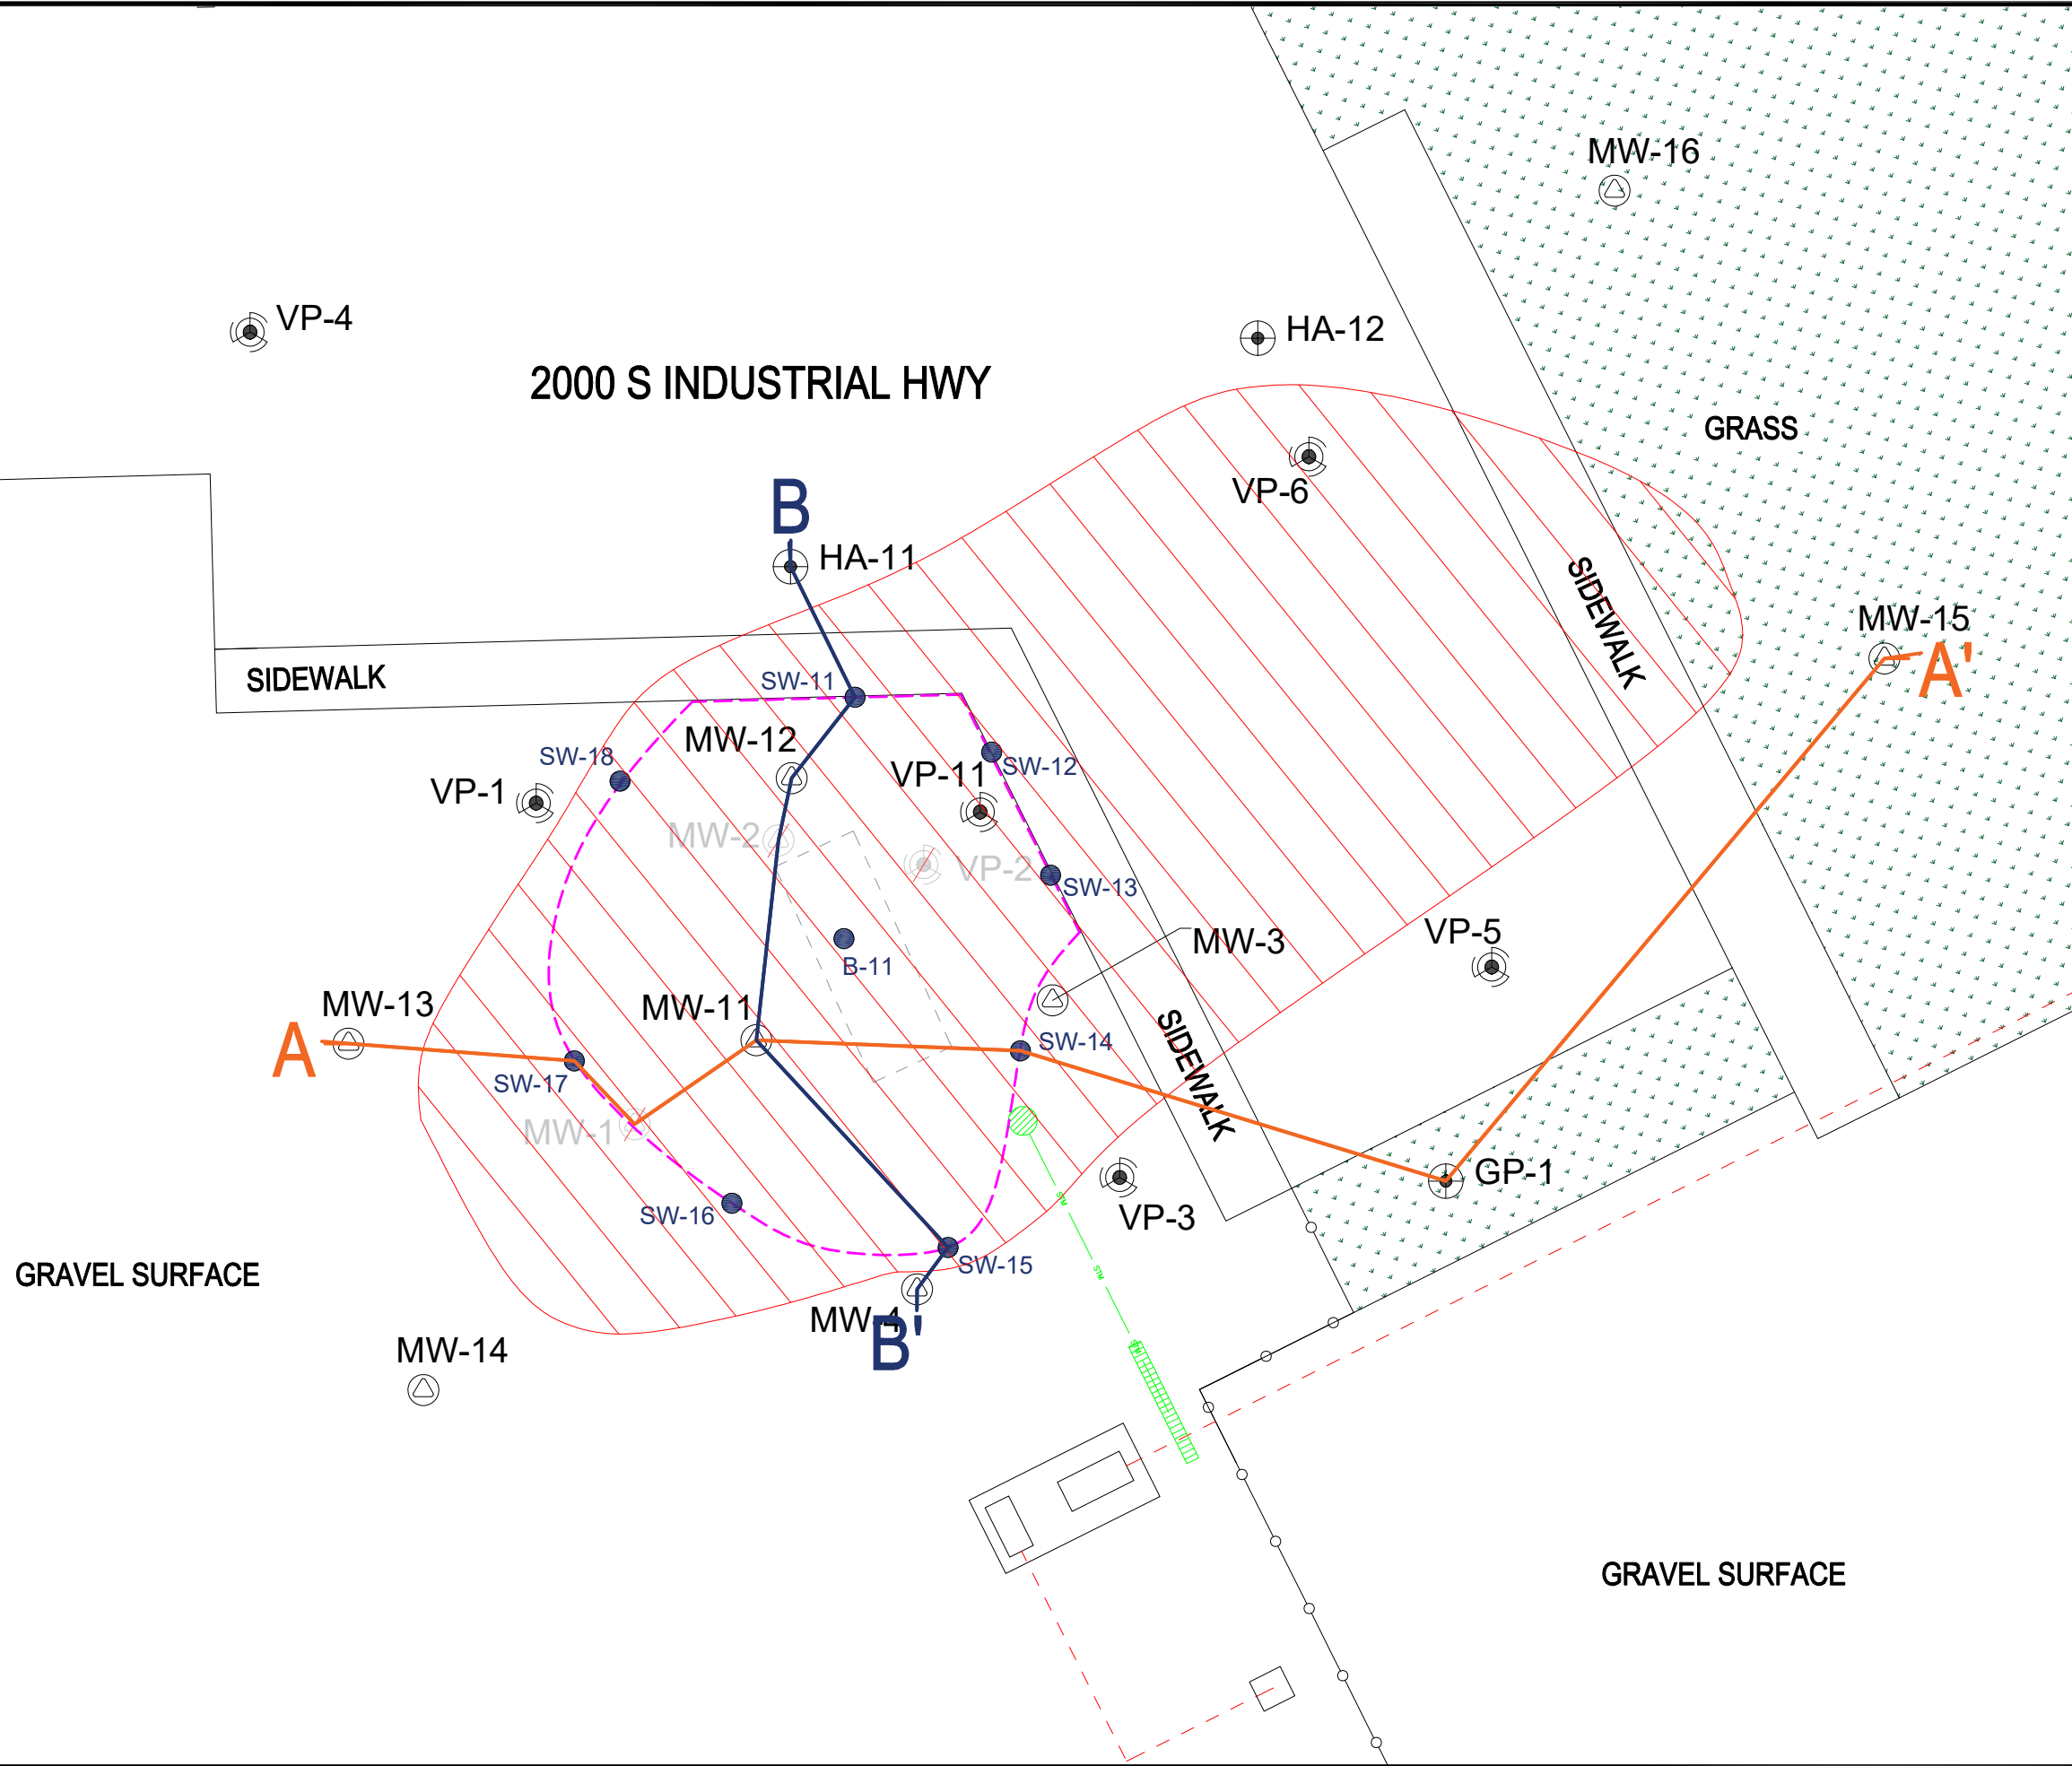 MW-16
VP-4
HA-12
2000 S INDUSTRIAL HWY
GRASS
VP-6
B
HA-11
SIDEWALK
MW-15
A'
SIDEWALK
SW-11
MW-12
SW-18
SW-12
VP-11
VP-1
MW-2
VP-2
SW-13
VP-5
MW-3
B-11
MW-13
MW-11
A
SW-14
SIDEWALK
SW-17
MW-1
GP-1
STM
VP-3
SW-16
SW-15
GRAVEL SURFACE
STM
MW-4
B'
STM
MW-14
GRAVEL SURFACE